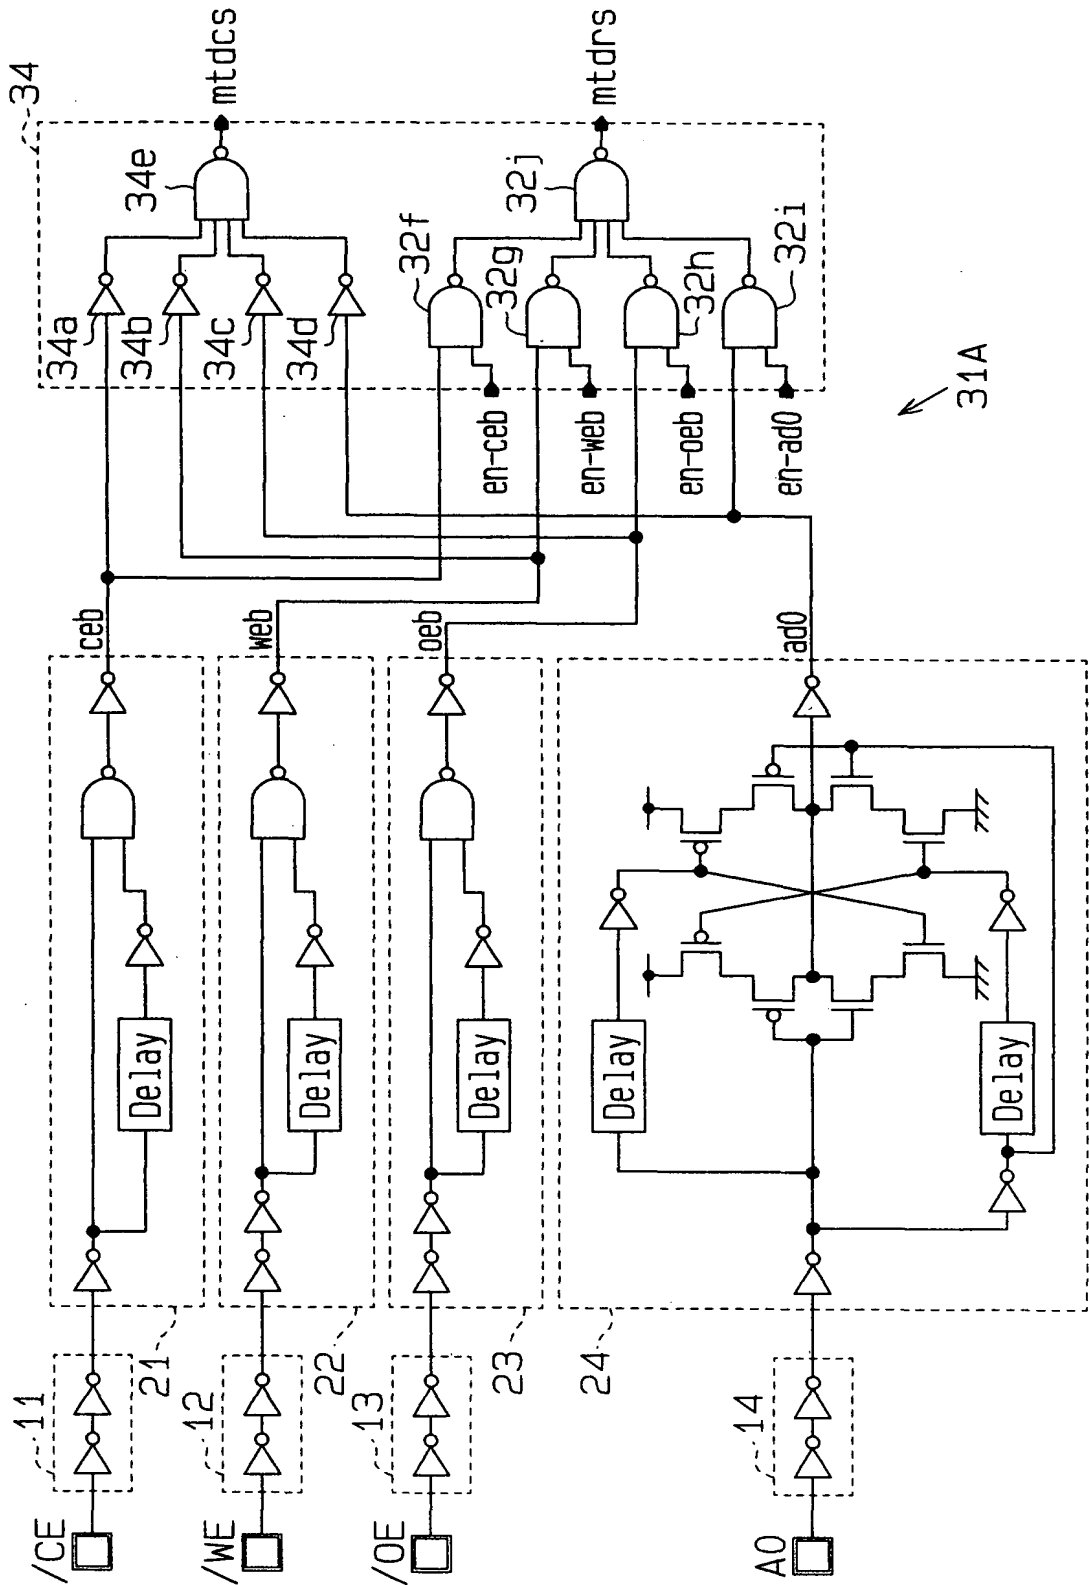 /CE
11
21
Delay
ceb
/WE
12
22
Delay
web
/OE
13
23
Delay
oeb
A0
14
24
Delay
Delay
ad0
34
34a
34b
34c
34d
34e
mtdcs
32f
32g
32h
32i
32j
mtdrs
en-ceb
en-web
en-oeb
en-ad0
31A